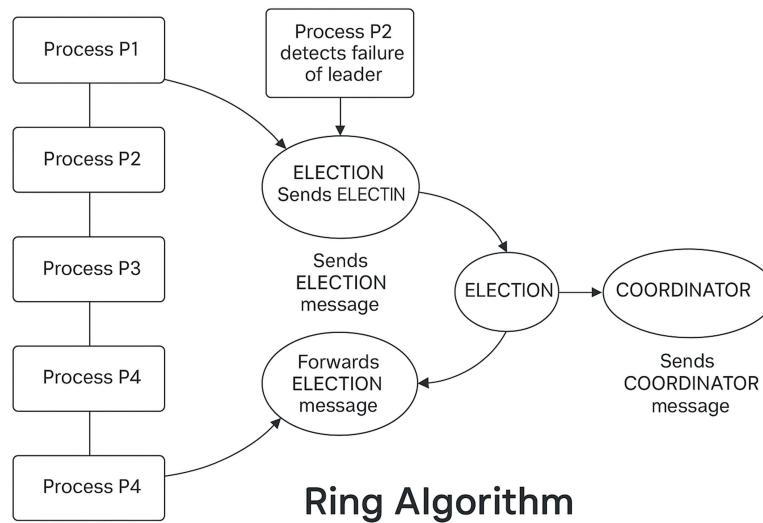 Process P1
Process P2
Process P3
Process P4
Process P4
Process P2
detects failure
of leader
ELECTION
Sends ELECTIN
Sends
ELECTION
message
ELECTION
COORDINATOR
Sends
COORDINATOR
message
Forwards
ELECTION
message
Ring Algorithm